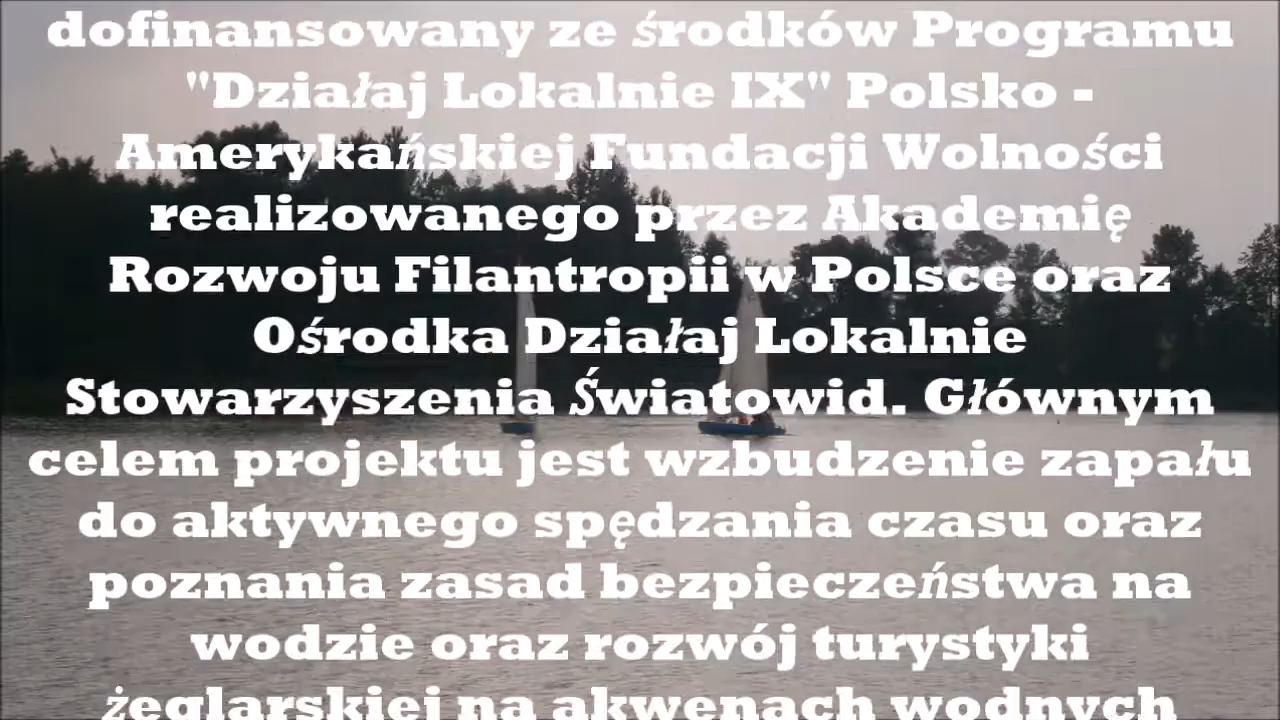 dofinansowany ze środków Programu
"Działaj Lokalnie IX" Polsko -
Amerykańskiej Fundacji Wolności
realizowanego przez Akademię
Rozwoju Filantropii w Polsce oraz
Ośrodka Działaj Lokalnie
Stowarzyszenia Światowid. Głównym
celem projektu jest wzbudzenie zapału
do aktywnego spędzania czasu oraz
poznania zasad bezpieczeństwa na
wodzie oraz rozwój turystyki
żeglarskiej na akwenach wodnych